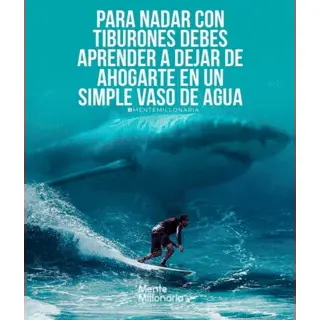 PARA NADAR CON
TIBURONES DEBES
APRENDER A DEJAR DE
AHOGARTE EN UN
SIMPLE VASO DE AGUA
@MENTEMILLONARIA
Mente
Millonaria